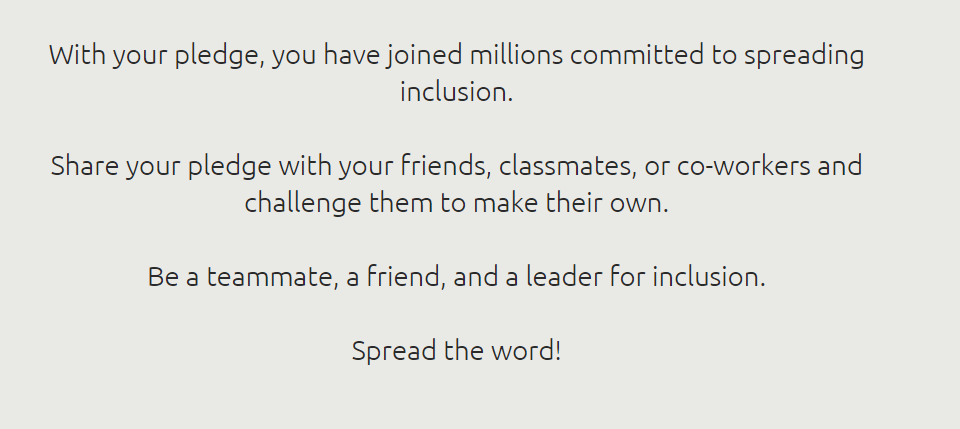 With your pledge, you have joined millions committed to spreading
inclusion.
Share your pledge with your friends, classmates, or co-workers and
challenge them to make their own.
Be a teammate, a friend, and a leader for inclusion.
Spread the word!